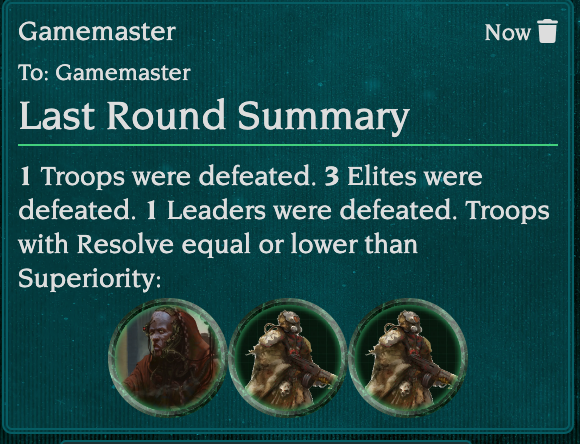 Gamemaster
Now
To: Gamemaster
Last Round Summary
1 Troops were defeated. 3 Elites were
defeated. 1 Leaders were defeated. Troops
with Resolve equal or lower than
Superiority: